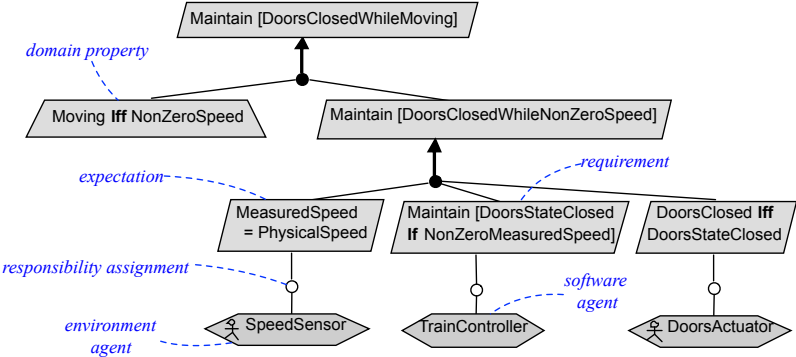 Maintain [DoorsClosedWhileMoving]
domain property
Moving Iff NonZeroSpeed
Maintain [DoorsClosedWhileNonZeroSpeed]
expectation
requirement
MeasuredSpeed
= PhysicalSpeed
Maintain [DoorsStateClosed
If NonZeroMeasuredSpeed]
DoorsClosed Iff
DoorsStateClosed
responsibility assignment
software
agent
environment
agent
SpeedSensor
TrainController
DoorsActuator